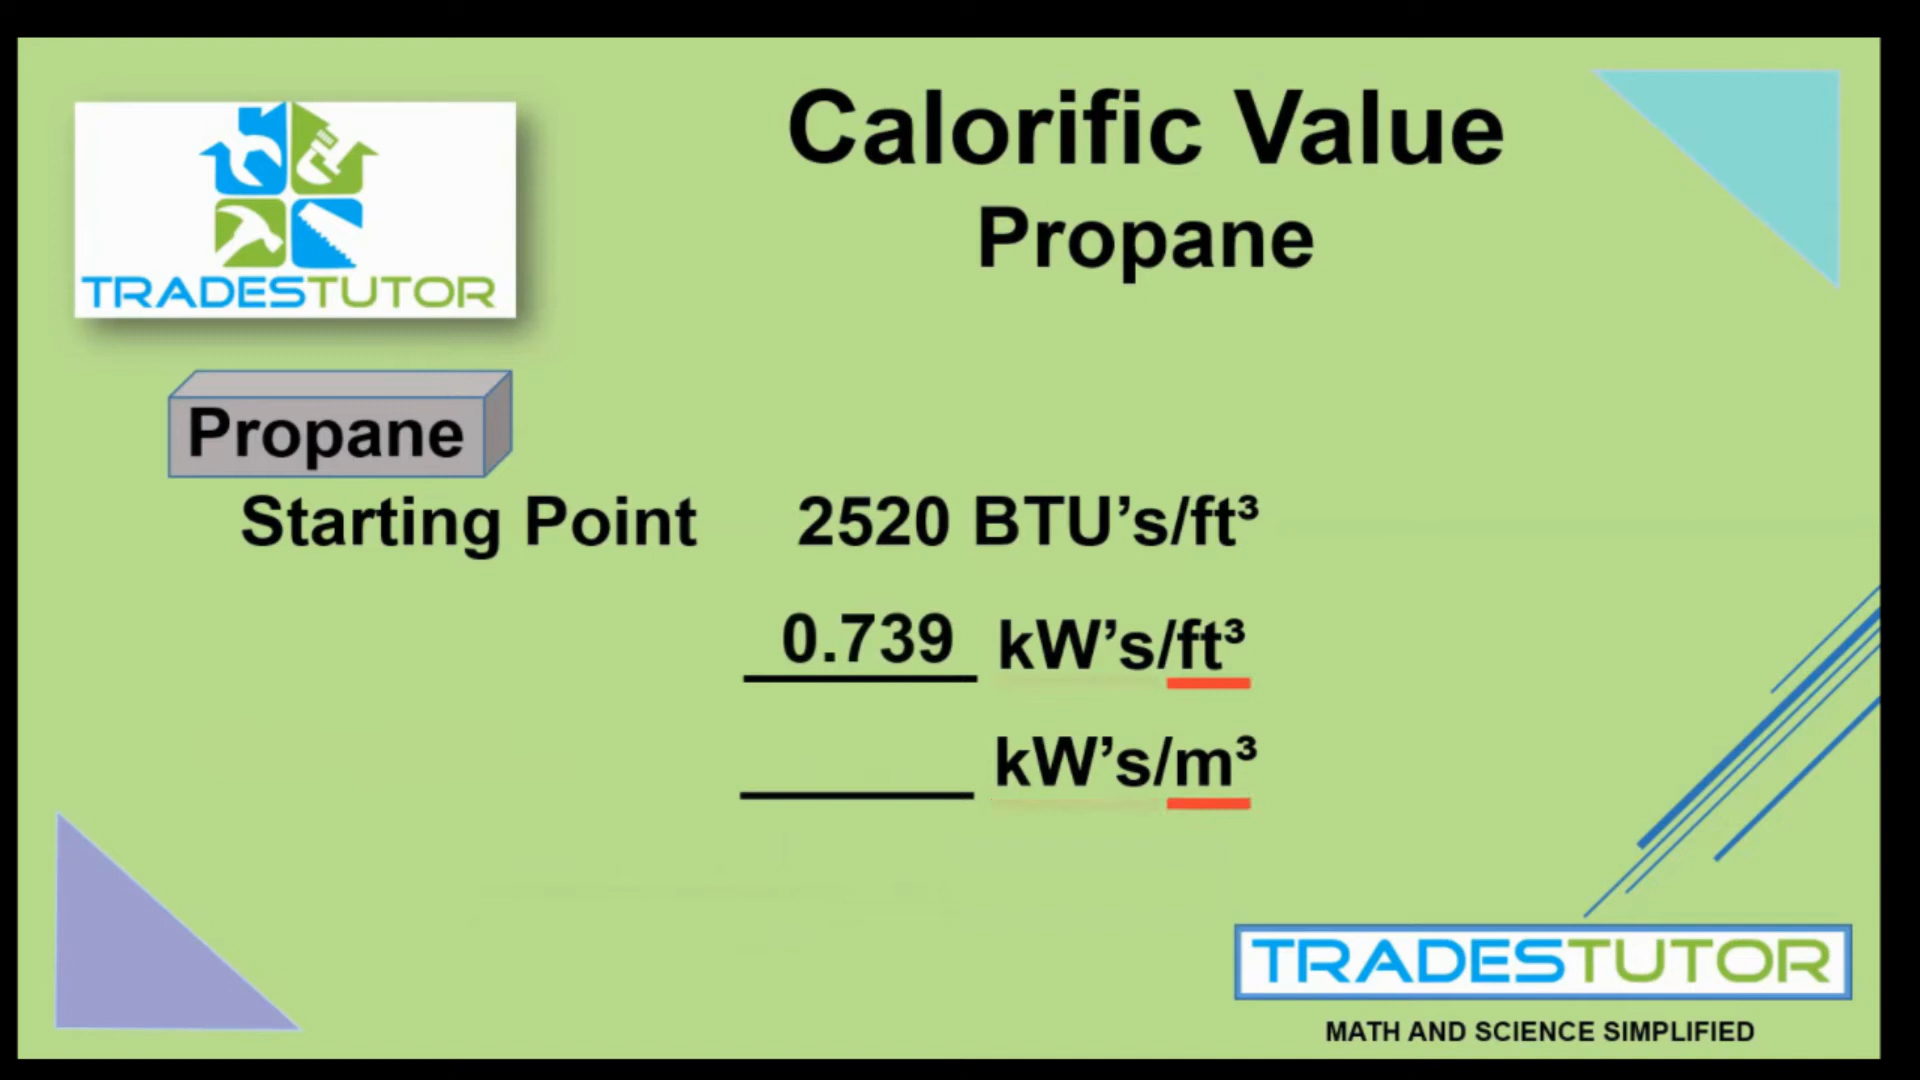 Calorific Value
Propane
TRADESTUTOR
Propane
Starting Point 2520 BTU’s/ft³
0.739 kW’s/ft³
kW’s/m³
TRADESTUTOR
MATH AND SCIENCE SIMPLIFIED